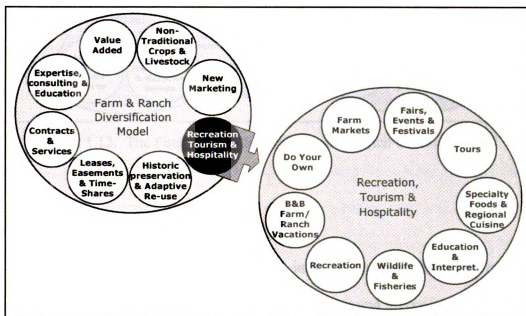 Value
Added
Non-
Traditional
Crops &
Livestock
New
Marketing
Recreation
Tourism &
Hospitality
Historic
preservation
& Adaptive
Re-use
Leases,
Easements
& Time-
Shares
Contracts
&
Services
Expertise,
consulting &
Education
Farm & Ranch
Diversification
Model
Fairs,
Events &
Festivals
Tours
Specialty
Foods &
Regional
Cuisine
Education
&
Interpret.
Wildlife
&
Fisheries
Recreation
B&B
Farm/
Ranch
Vacations
Do Your
Own
Farm
Markets
Recreation,
Tourism &
Hospitality